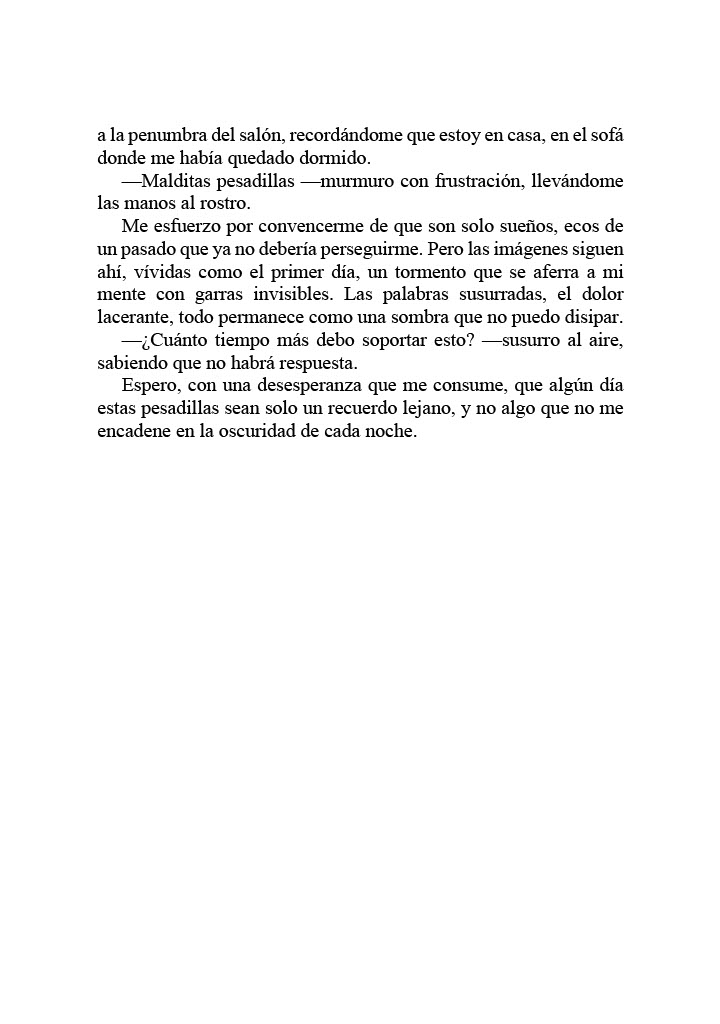 a la penumbra del salón, recordándome que estoy en casa, en el sofá
donde me había quedado dormido.
—Malditas pesadillas —murmuro con frustración, llevándome
las manos al rostro.
Me esfuerzo por convencerme de que son solo sueños, ecos de
un pasado que ya no debería perseguirme. Pero las imágenes siguen
ahí, vívidas como el primer día, un tormento que se aferra a mi
mente con garras invisibles. Las palabras susurradas, el dolor
lacerante, todo permanece como una sombra que no puedo disipar.
—¿Cuánto tiempo más debo soportar esto? —susurro al aire,
sabiendo que no habrá respuesta.
Espero, con una desesperanza que me consume, que algún día
estas pesadillas sean solo un recuerdo lejano, y no algo que no me
encadene en la oscuridad de cada noche.